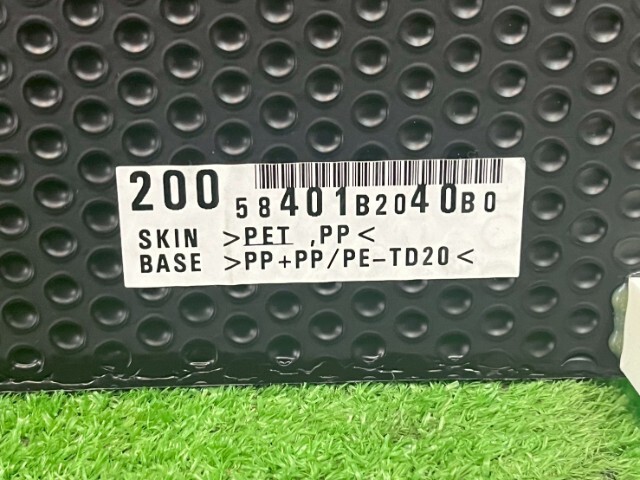 200 58401B2040B0
SKIN >PET ,PP<
BASE >PP+PP/PE-TD20<